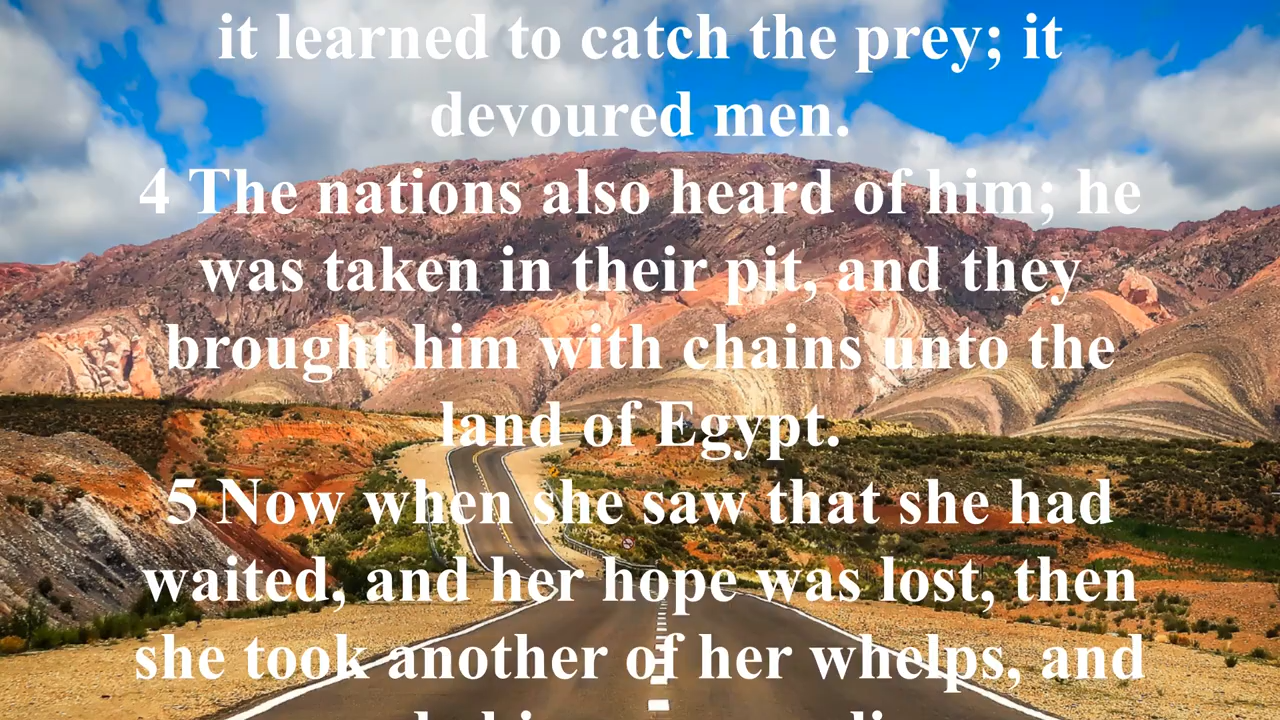 it learned to catch the prey; it
devoured men.
4 The nations also heard of him; he
was taken in their pit, and they
brought him with chains unto the
land of Egypt.
5 Now when she saw that she had
waited, and her hope was lost, then
she took another of her whelps, and